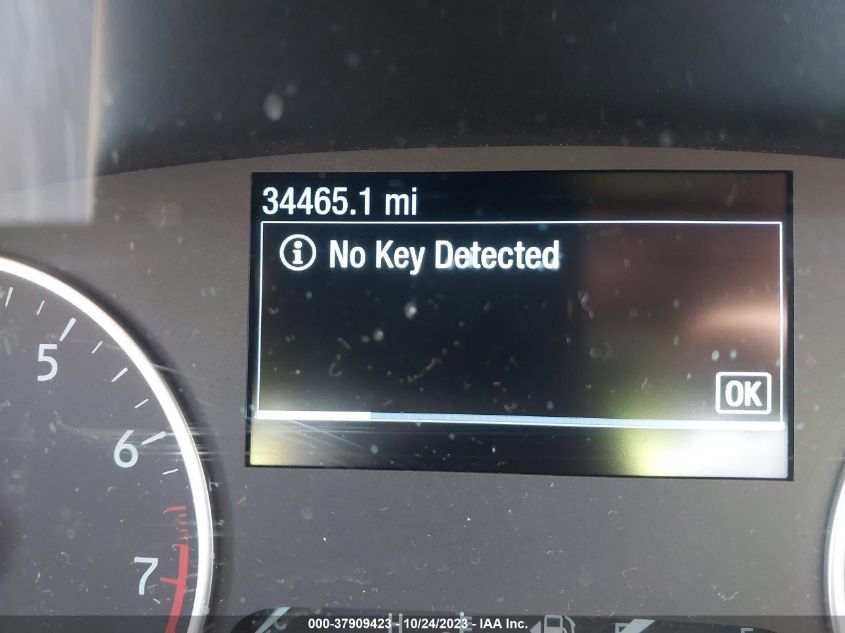 34465.1 mi
No Key Detected
OK
5
6
7
000-37909423 - 10/24/2023 - IAA Inc.